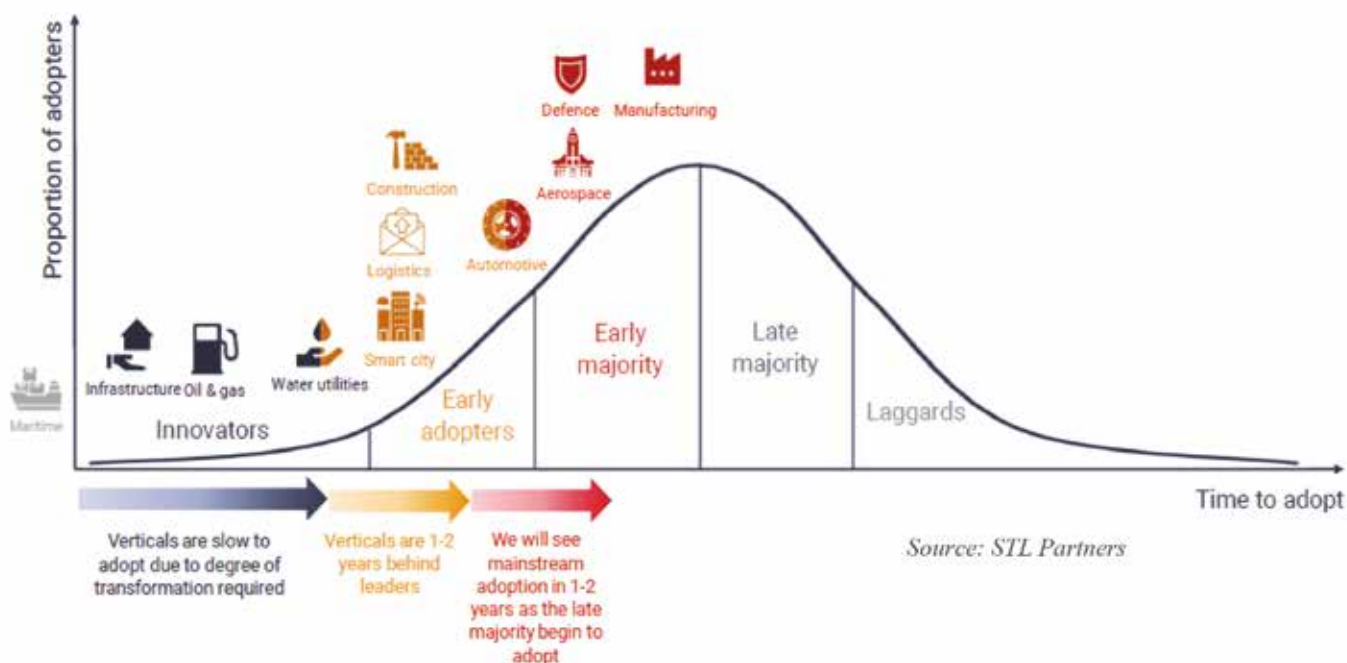 Proportion of adopters
Defence
Manufacturing
Construction
Aerospace
Logistics
Automotive
Smart city
Infrastructure
Oil & gas
Water utilities
Maritime
Innovators
Early
adopters
Early
majority
Late
majority
Laggards
Time to adopt
Verticals are slow to
adopt due to degree of
transformation required
Verticals are 1-2
years behind
leaders
We will see
mainstream
adoption in 1-2
years as the late
majority begin to
adopt
Source: STL Partners